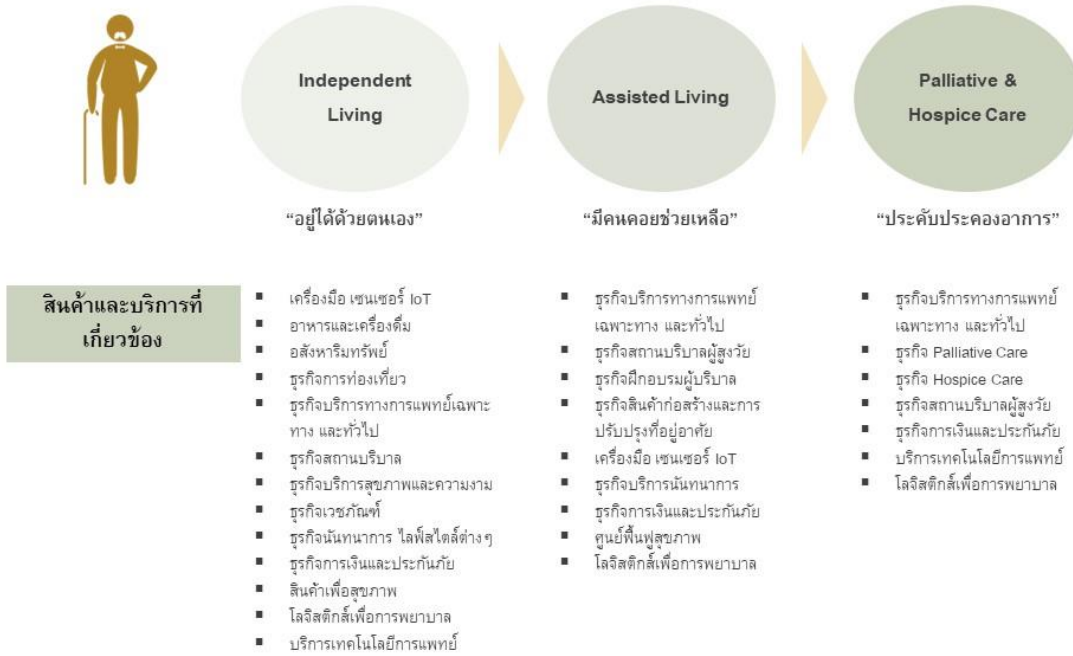 Independent
Living
Assisted Living
Palliative &
Hospice Care
“อยู่ได้ด้วยตนเอง”
“มีคนคอยช่วยเหลือ”
“ประคับประคองอาการ”
สินค้าและบริการที่
เกี่ยวข้อง
▪ เครื่องมือ เซนเซอร์ IoT
▪ อาหารและเครื่องดื่ม
▪ อสังหาริมทรัพย์
▪ ธุรกิจการท่องเที่ยว
▪ ธุรกิจบริการทางการแพทย์เฉพาะ
ทาง และทั่วไป
▪ ธุรกิจสถานบริบาล
▪ ธุรกิจบริการสุขภาพและความงาม
▪ ธุรกิจเวชภัณฑ์
▪ ธุรกิจนันทนาการ ไลฟ์สไตล์ต่างๆ
▪ ธุรกิจการเงินและประกันภัย
▪ สินค้าเพื่อสุขภาพ
▪ โลจิสติกส์เพื่อการพยาบาล
▪ บริการเทคโนโลยีการแพทย์
▪ ธุรกิจบริการทางการแพทย์
เฉพาะทาง และทั่วไป
▪ ธุรกิจสถานบริบาลผู้สูงวัย
▪ ธุรกิจฝึกอบรมผู้บริบาล
▪ ธุรกิจสินค้าก่อสร้างและการ
ปรับปรุงที่อยู่อาศัย
▪ เครื่องมือ เซนเซอร์ IoT
▪ ธุรกิจบริการนันทนาการ
▪ ธุรกิจการเงินและประกันภัย
▪ ศูนย์ฟื้นฟูสุขภาพ
▪ โลจิสติกส์เพื่อการพยาบาล
▪ ธุรกิจบริการทางการแพทย์
เฉพาะทาง และทั่วไป
▪ ธุรกิจ Palliative Care
▪ ธุรกิจ Hospice Care
▪ ธุรกิจสถานบริบาลผู้สูงวัย
▪ ธุรกิจการเงินและประกันภัย
▪ บริการเทคโนโลยีการแพทย์
▪ โลจิสติกส์เพื่อการพยาบาล